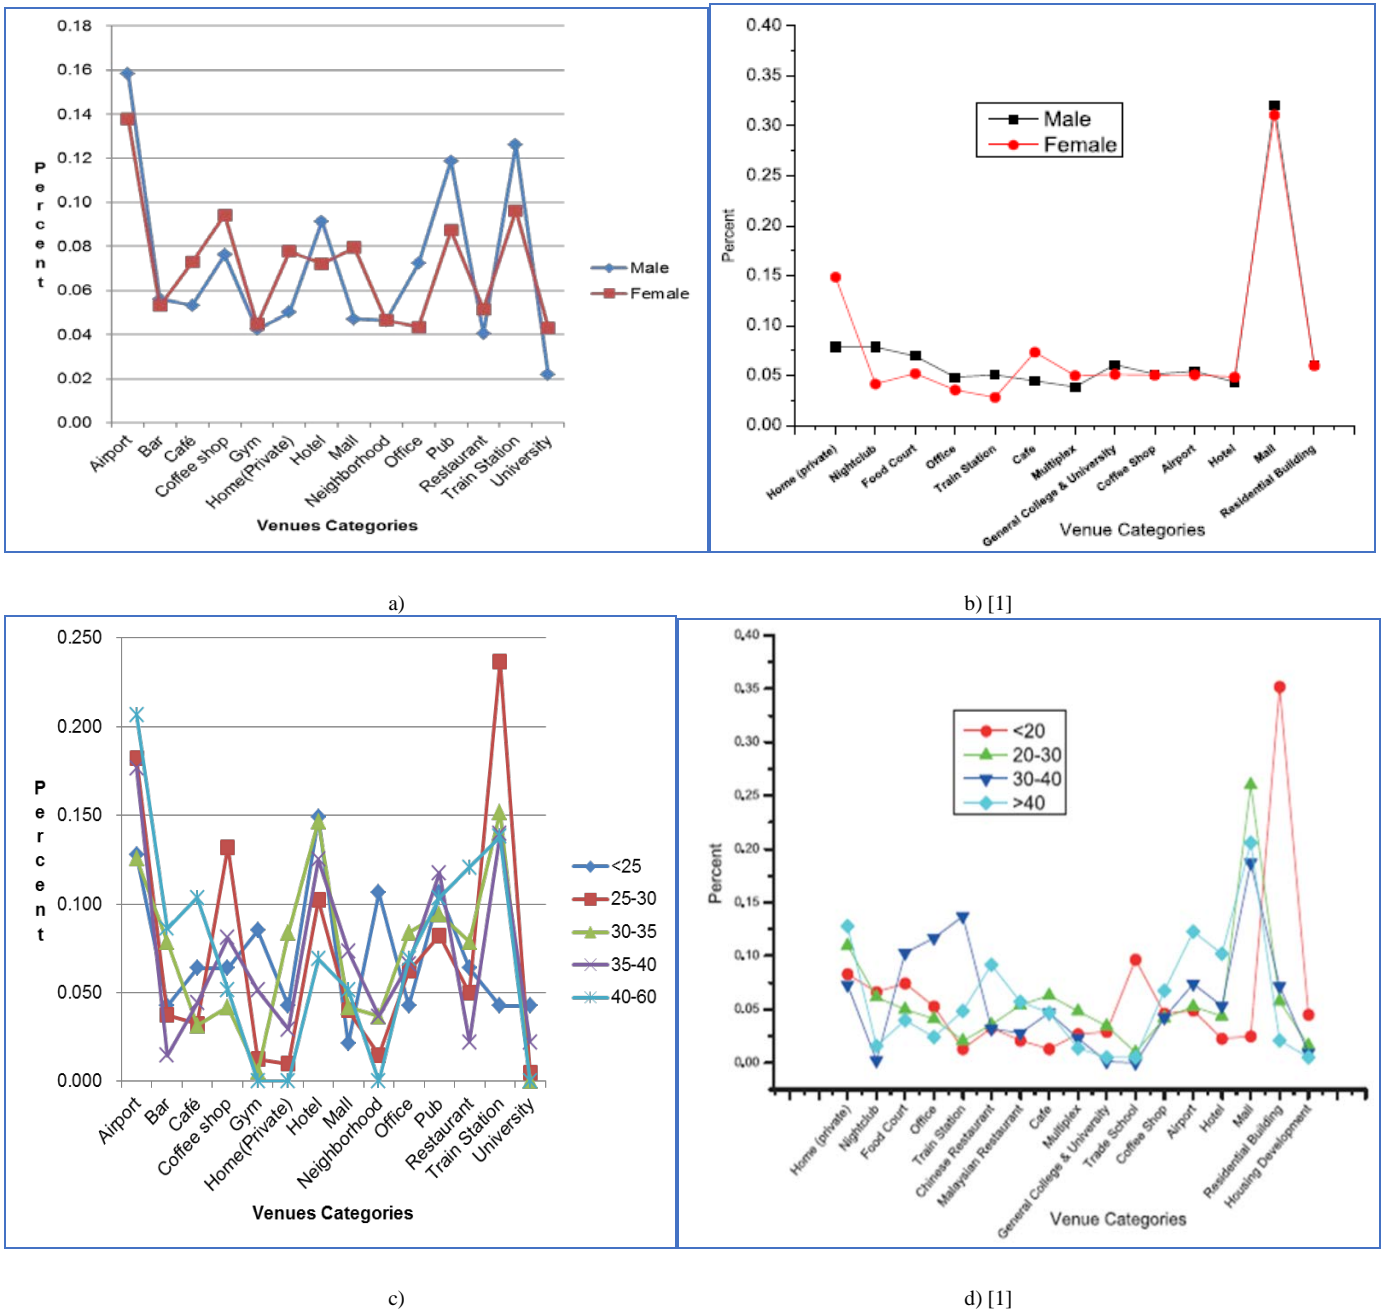 0.18
0.16
0.14
0.12
0.10
0.08
0.06
0.04
0.02
0.00
Percent
Airport
Bar
Café
Coffee shop
Gym
Home(Private)
Hotel
Mall
Neighborhood
Office
Pub
Restaurant
Train Station
University
Venues Categories
Male
Female
0.40
0.35
0.30
0.25
0.20
0.15
0.10
0.05
0.00
Percent
Male
Female
Home (private)
Nightclub
Food Court
Office
Train Station
Cafe
Multiplex
General College & University
Coffee Shop
Airport
Hotel
Mall
Residential Building
Venue Categories
a)
b) [1]
0.250
0.200
0.150
0.100
0.050
0.000
Percent
Airport
Bar
Café
Coffee shop
Gym
Home(Private)
Hotel
Mall
Neighborhood
Office
Pub
Restaurant
Train Station
University
Venues Categories
<25
25-30
30-35
35-40
40-60
0.40
0.35
0.30
0.25
0.20
0.15
0.10
0.05
0.00
Percent
<20
20-30
30-40
>40
Home (private)
Nightclub
Food Court
Office
Train Station
Chinese Restaurant
Malaysian Restaurant
Cafe
Multiplex
General College & University
Trade School
Coffee Shop
Airport
Hotel
Mall
Residential Building
Housing Development
Venue Categories
c)
d) [1]